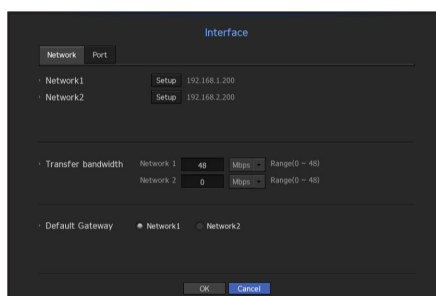 Interface
Network Port
Network1 Setup 192.168.1.200
Network2 Setup 192.168.2.200
Transfer bandwidth Network 1 48 Mbps Range(0 ~ 48)
Network 2 0 Mbps Range(0 ~ 48)
Default Gateway Network1 Network2
OK Cancel